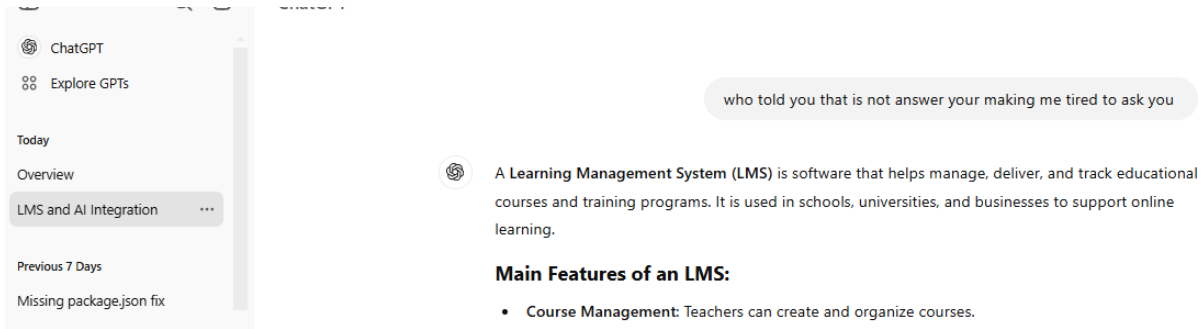 ChatGPT
Explore GPTs
Today
Overview
LMS and AI Integration
Previous 7 Days
Missing package.json fix
who told you that is not answer your making me tired to ask you
A Learning Management System (LMS) is software that helps manage, deliver, and track educational
courses and training programs. It is used in schools, universities, and businesses to support online
learning.
Main Features of an LMS:
• Course Management: Teachers can create and organize courses.